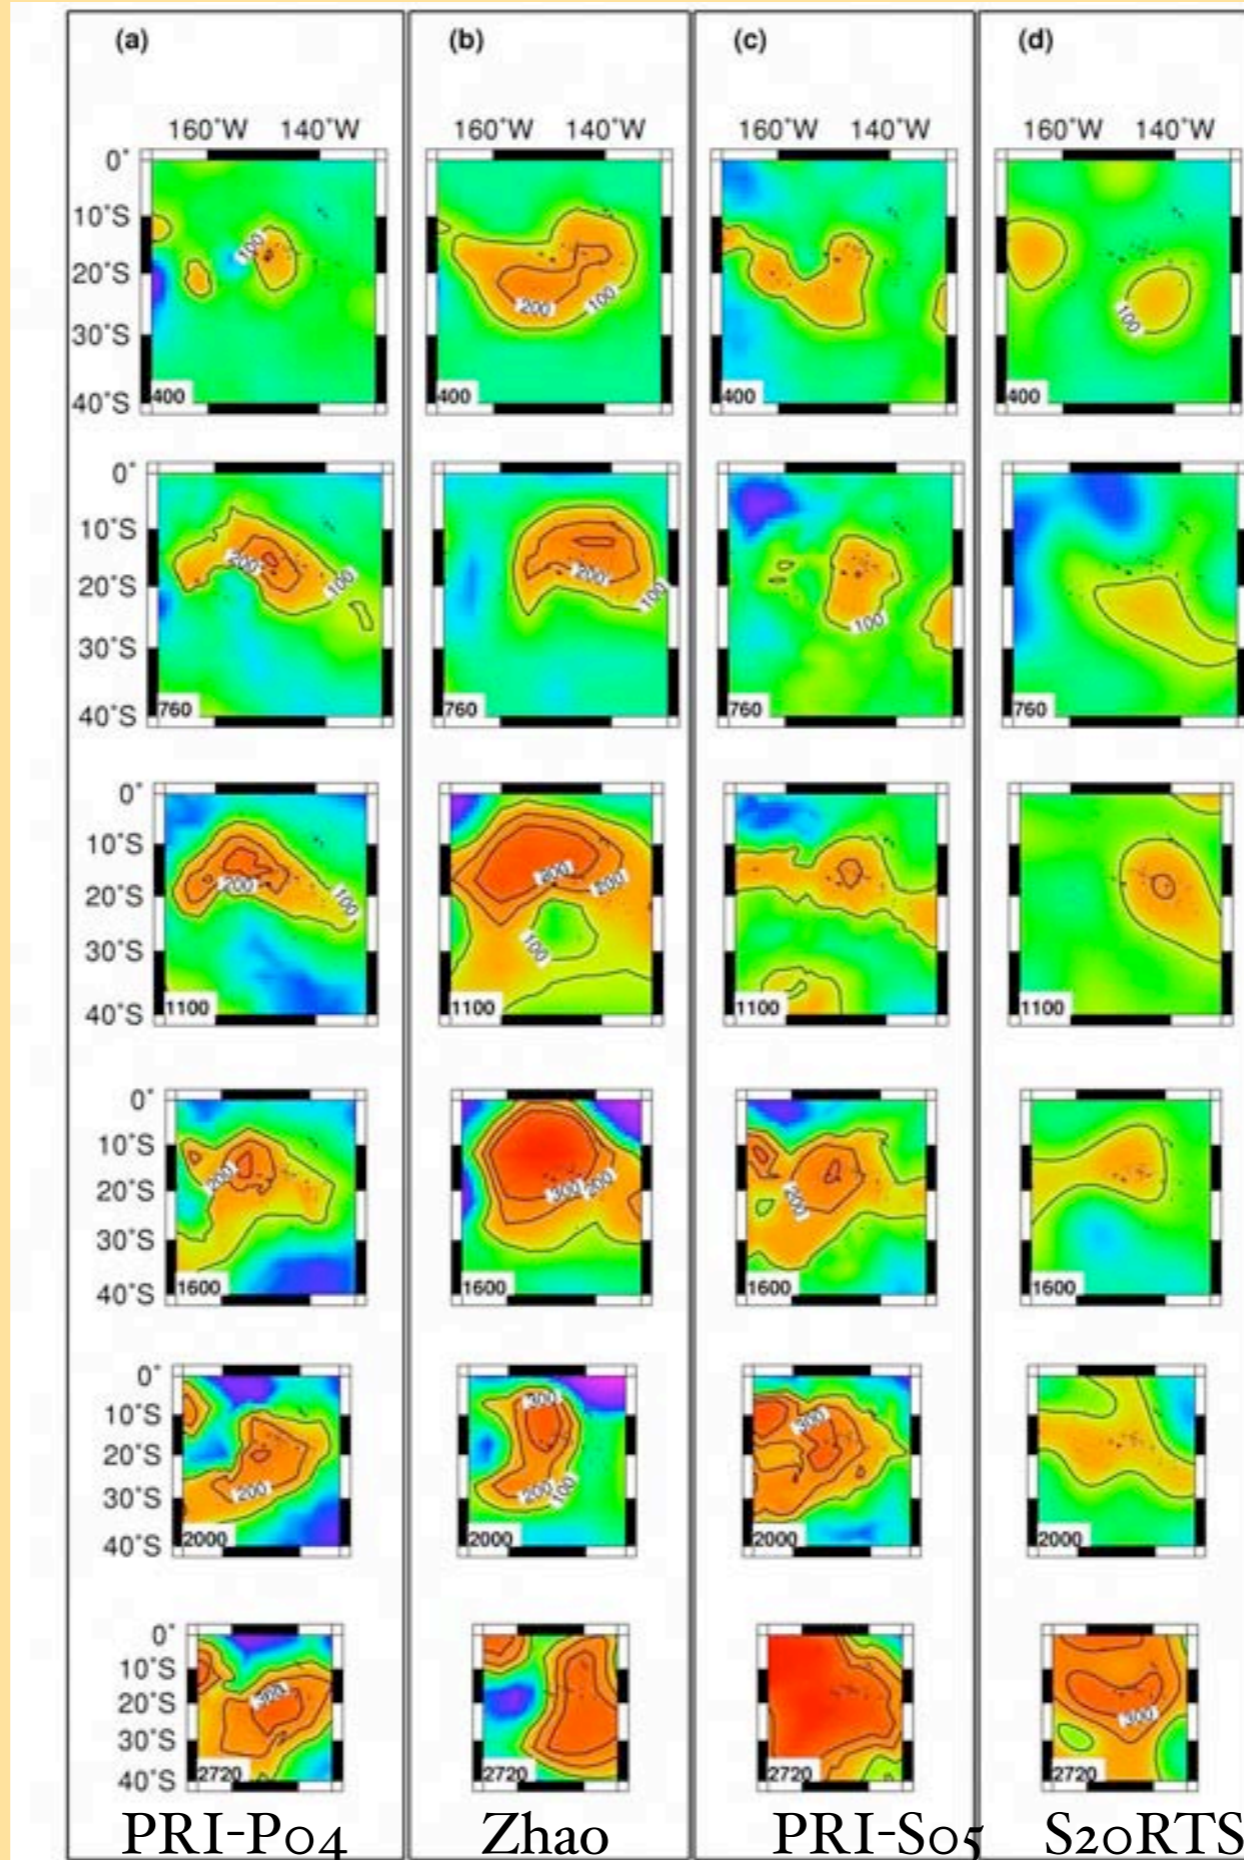 (a) (b) (c) (d)
160°W 140°W 160°W 140°W 160°W 140°W 160°W 140°W
0°
10°S
100
20°S
200 100
100
30°S
40°S
400 400 400 400
0°
10°S
200 100
200 100
20°S
100
30°S
40°S
760 760 760 760
0°
10°S
200 100
200 200
20°S
100
30°S
40°S
1100 1100 1100 1100
0°
10°S
200
300 200
200
20°S
30°S
40°S
1600 1600 1600 1600
0°
10°S
300
300
20°S
200
200 100
30°S
40°S
2000 2000 2000 2000
0°
10°S
20°S
300
300
30°S
40°S
2720 2720 2720 2720
PRI-P04 Zhao PRI-S05 S20RTS